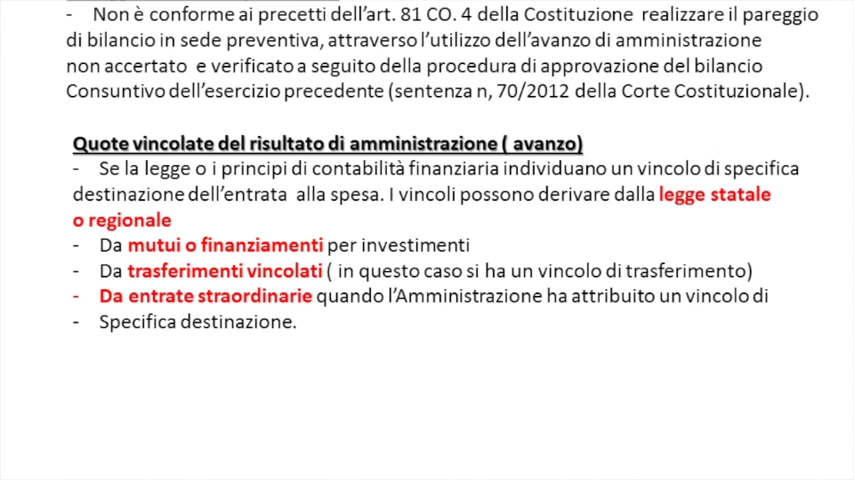 - Non è conforme ai precetti dell'art. 81 CO. 4 della Costituzione realizzare il pareggio
di bilancio in sede preventiva, attraverso l'utilizzo dell'avanzo di amministrazione
non accertato e verificato a seguito della procedura di approvazione del bilancio
Consuntivo dell'esercizio precedente (sentenza n, 70/2012 della Corte Costituzionale).
Quote vincolate del risultato di amministrazione ( avanzo)
- Se la legge o i principi di contabilità finanziaria individuano un vincolo di specifica
destinazione dell'entrata alla spesa. I vincoli possono derivare dalla legge statale
o regionale
- Da mutui o finanziamenti per investimenti
- Da trasferimenti vincolati ( in questo caso si ha un vincolo di trasferimento)
- Da entrate straordinarie quando l'Amministrazione ha attribuito un vincolo di
- Specifica destinazione.